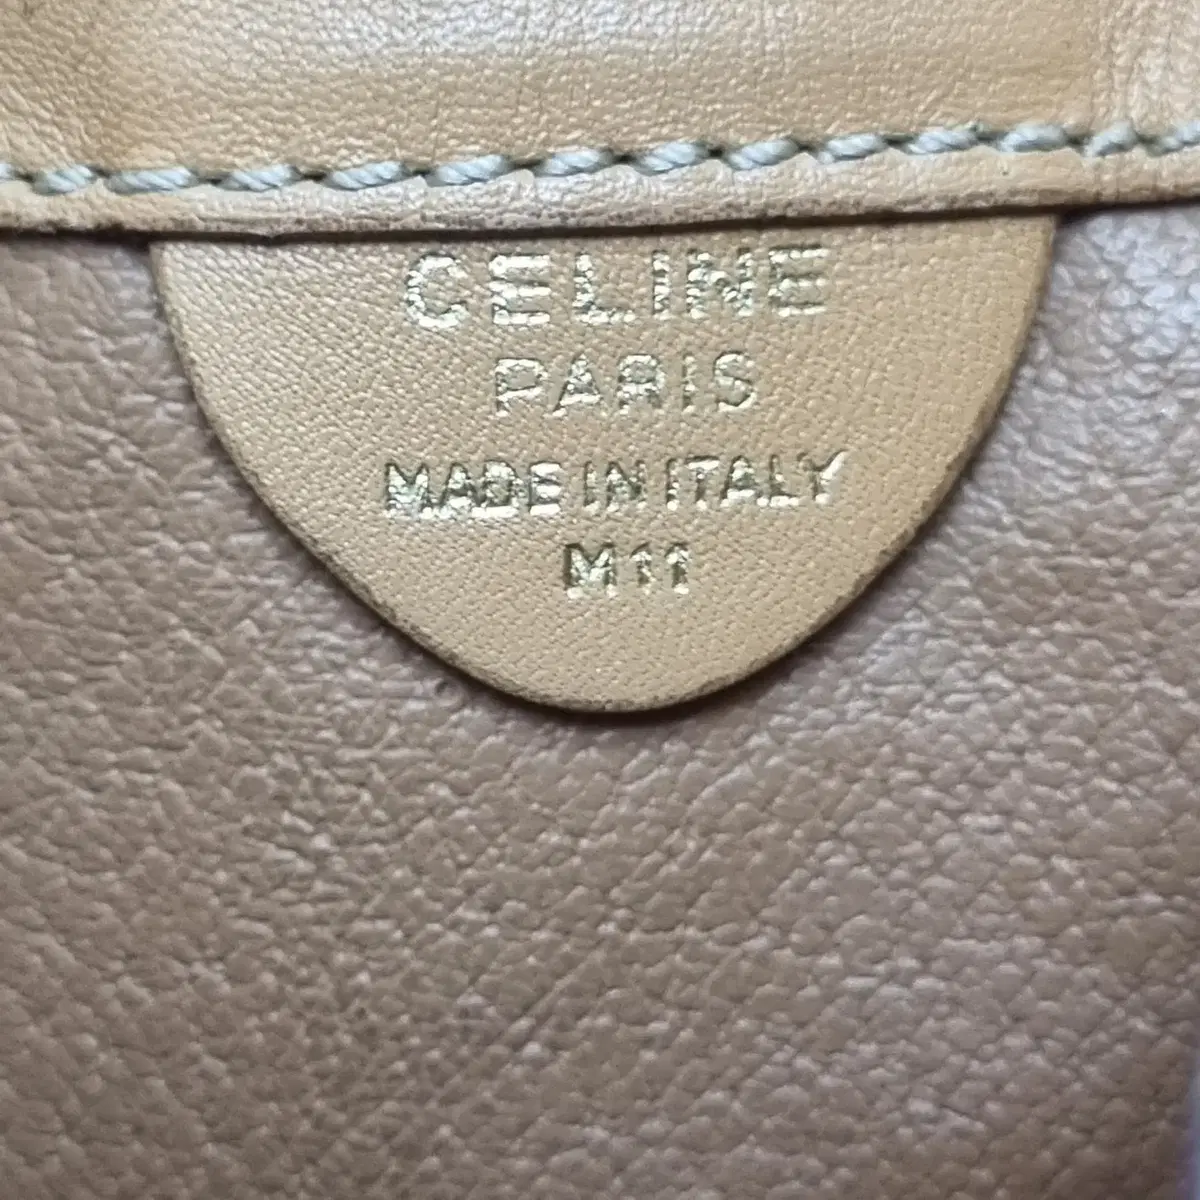 CELINE
PARIS
MADE IN ITALY
M11